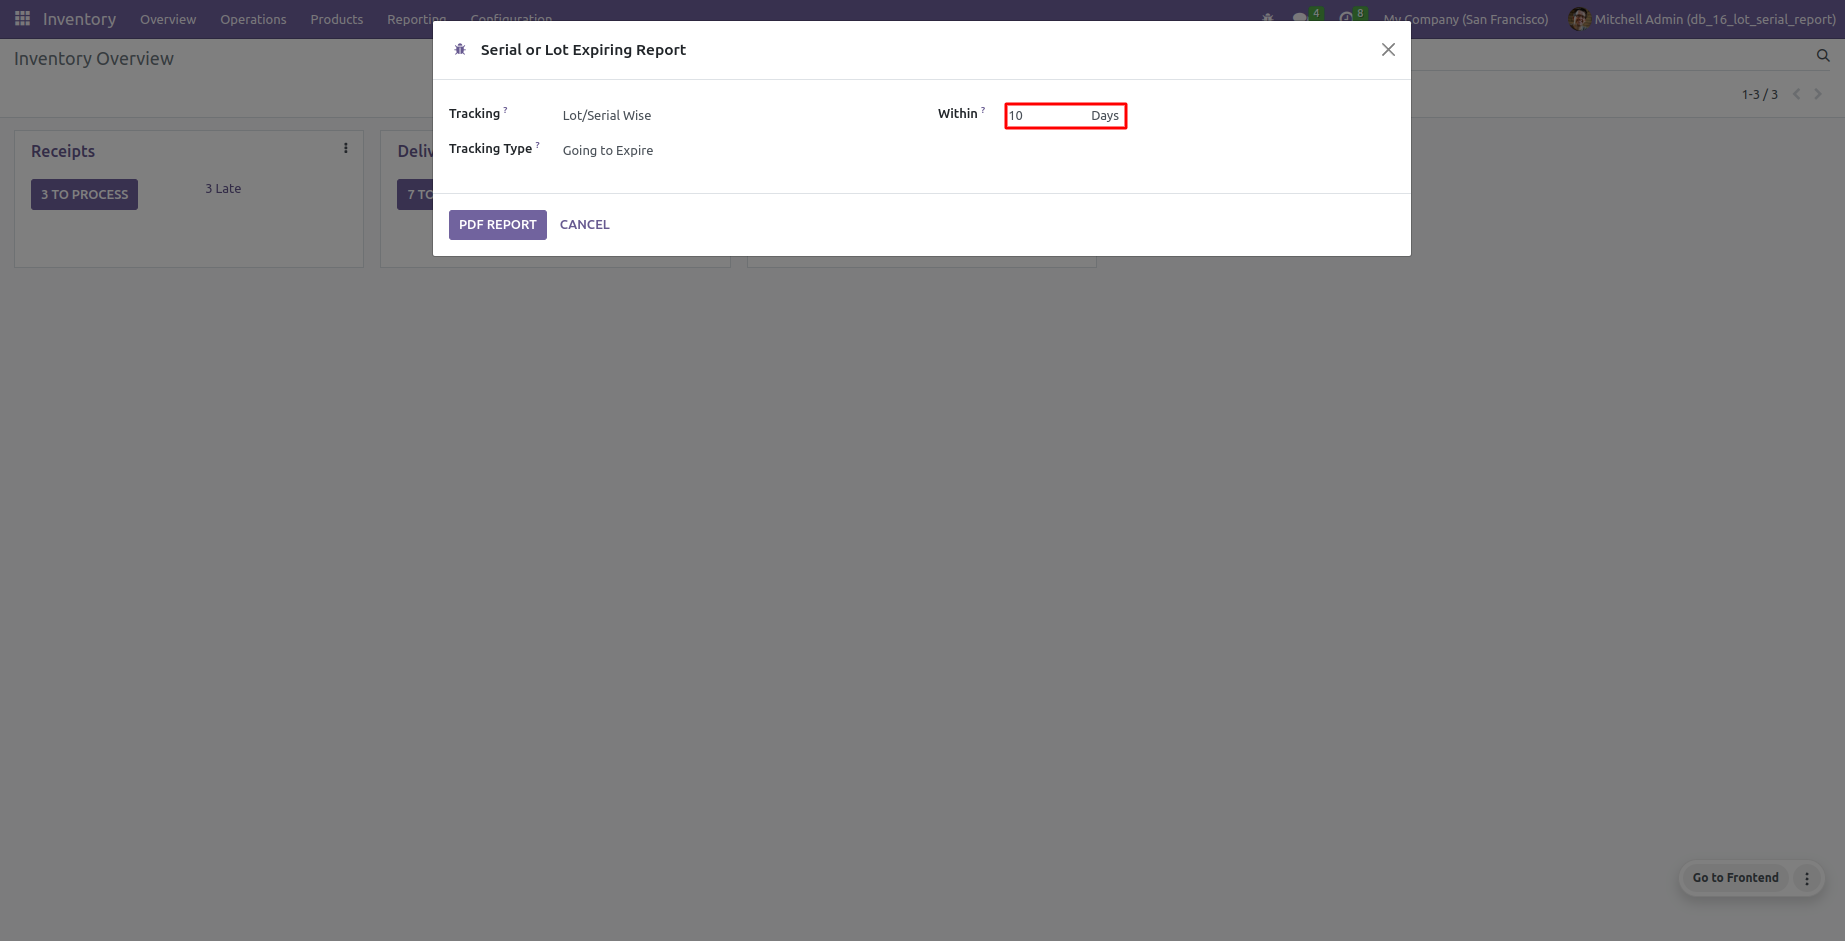 Inventory Overview Operations Products Reporting Configuration 4 8 My Company (San Francisco) Mitchell Admin (db_16_lot_serial_report)
Inventory Overview
1-3 / 3
Serial or Lot Expiring Report
Tracking ? Lot/Serial Wise Within ? 10 Days
Tracking Type ? Going to Expire
PDF REPORT CANCEL
Receipts
3 TO PROCESS 3 Late
Deliv
7 TO
Go to Frontend